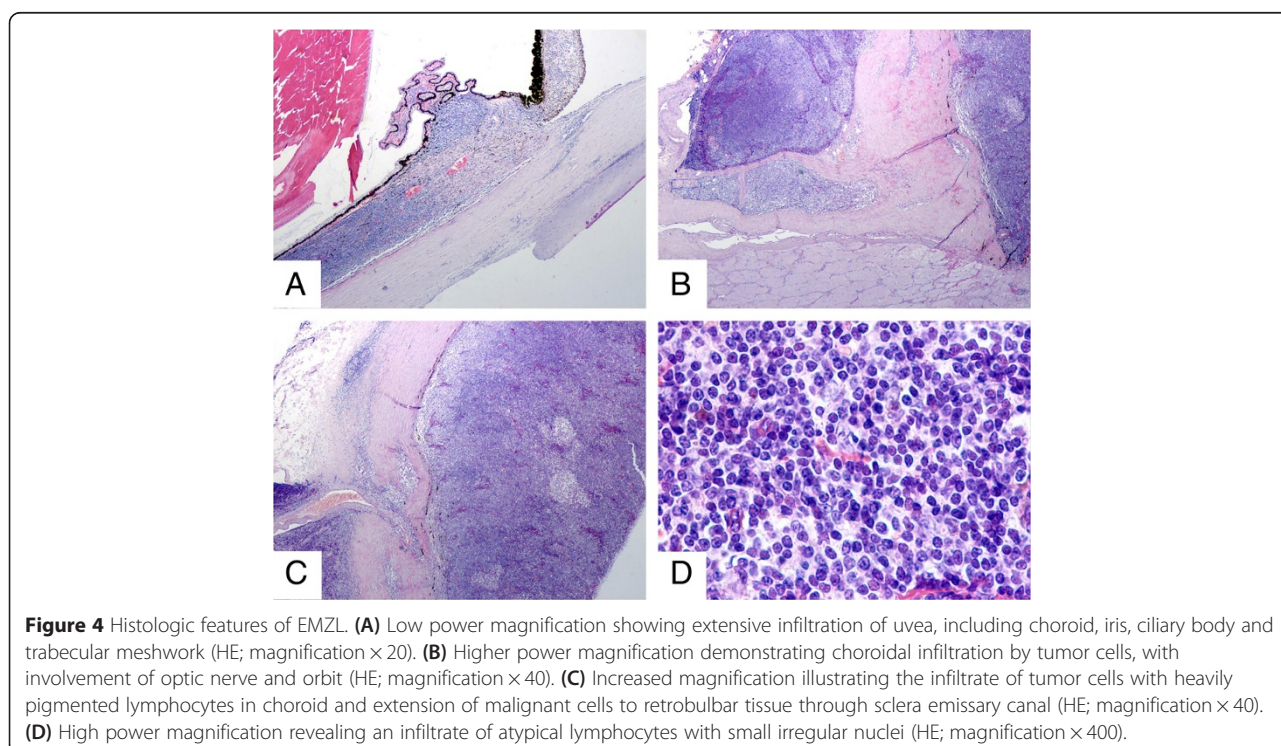 A
B
C
D
Figure 4 Histologic features of EMZL. (A) Low power magnification showing extensive infiltration of uvea, including choroid, iris, ciliary body and
trabecular meshwork (HE; magnification × 20). (B) Higher power magnification demonstrating choroidal infiltration by tumor cells, with
involvement of optic nerve and orbit (HE; magnification × 40). (C) Increased magnification illustrating the infiltrate of tumor cells with heavily
pigmented lymphocytes in choroid and extension of malignant cells to retrobulbar tissue through sclera emissary canal (HE; magnification × 40).
(D) High power magnification revealing an infiltrate of atypical lymphocytes with small irregular nuclei (HE; magnification × 400).